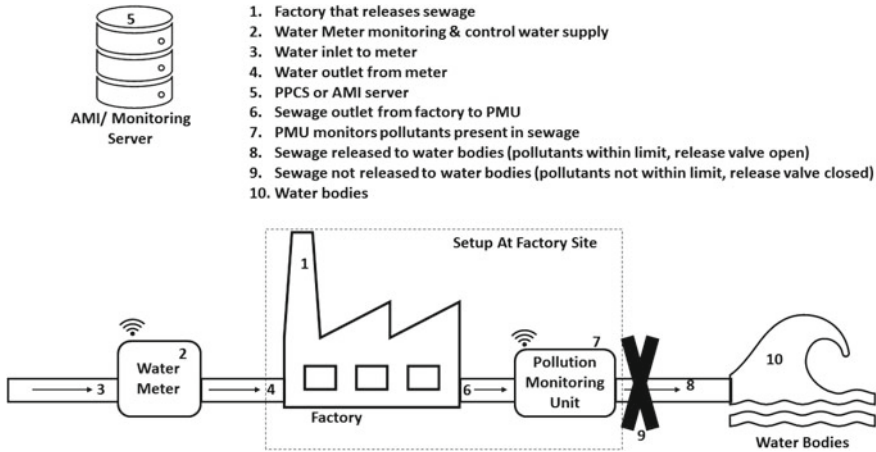 5
AMI/ Monitoring
Server
1. Factory that releases sewage
2. Water Meter monitoring & control water supply
3. Water inlet to meter
4. Water outlet from meter
5. PPCS or AMI server
6. Sewage outlet from factory to PMU
7. PMU monitors pollutants present in sewage
8. Sewage released to water bodies (pollutants within limit, release valve open)
9. Sewage not released to water bodies (pollutants not within limit, release valve closed)
10. Water bodies
Setup At Factory Site
1
2
Water
Meter
3
4
Factory
6
7
Pollution
Monitoring
Unit
8
9
10
Water Bodies